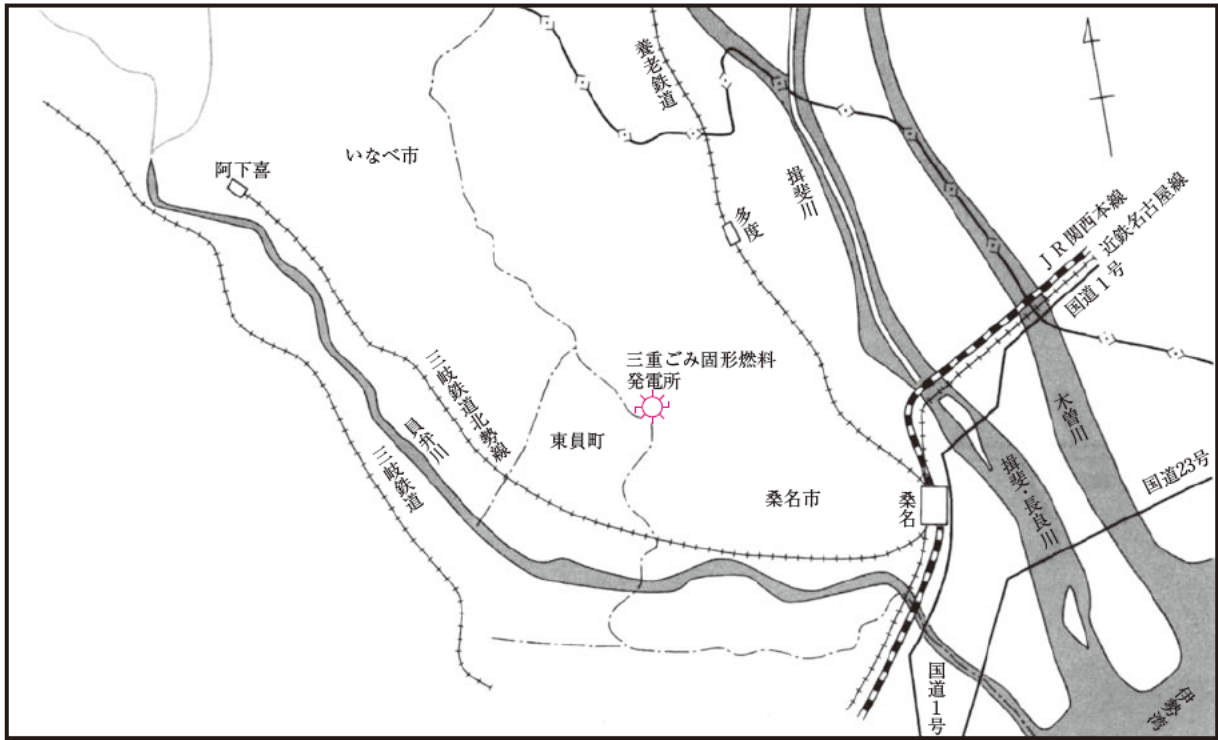 養老鉄道
いなべ市
阿下喜
揖斐川
多度
JR関西本線
近鉄名古屋線
国道1号
三重ごみ固形燃料
発電所
三岐鉄道北勢線
員弁川
三岐鉄道
東員町
木曽川
桑名市
桑名
揖斐・長良川
国道23号
国道1号
伊勢湾